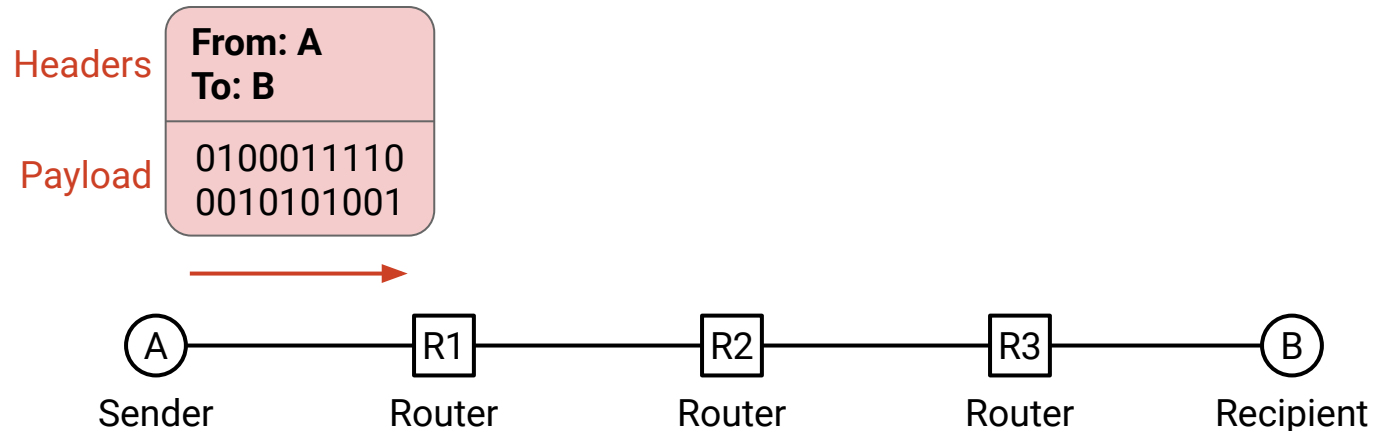 Headers
From: A
To: B
Payload
0100011110
0010101001
A R1 R2 R3 B
Sender Router Router Router Recipient